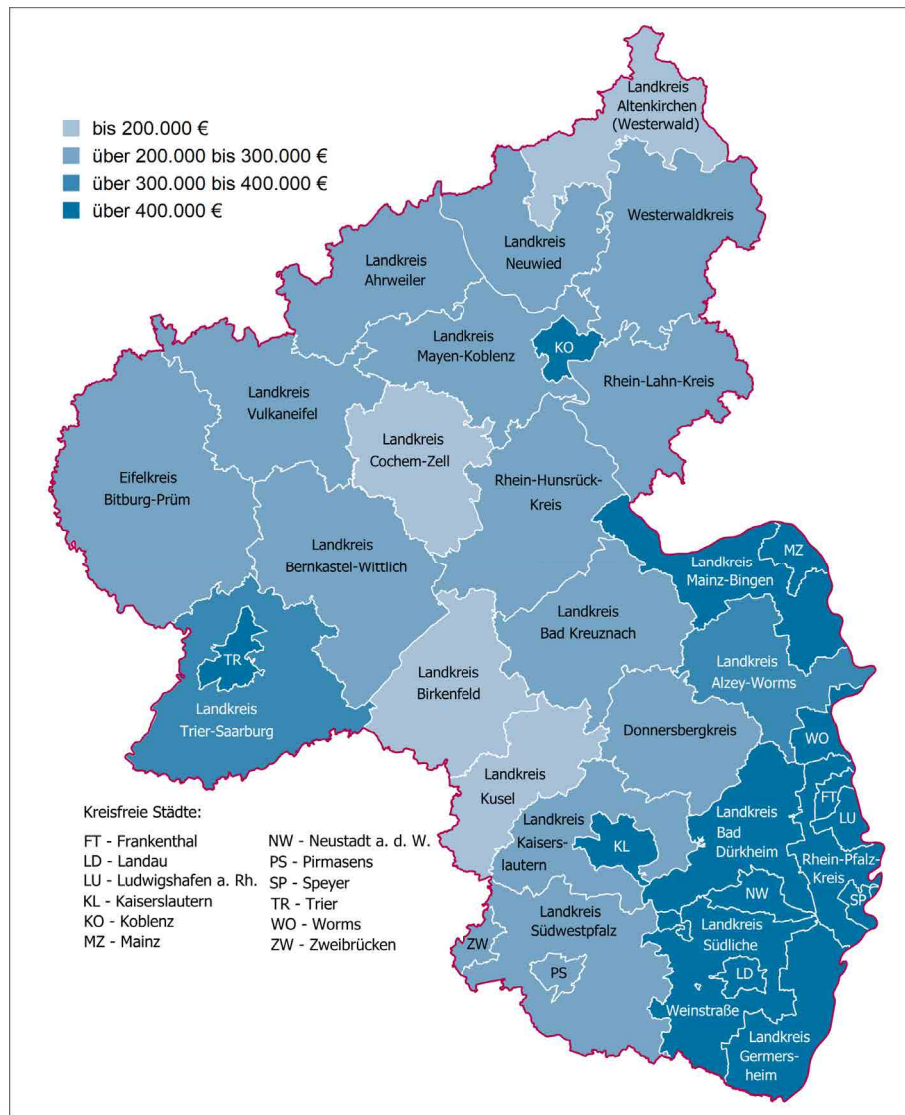 bis 200.000 €
über 200.000 bis 300.000 €
über 300.000 bis 400.000 €
über 400.000 €
Landkreis
Altenkirchen
(Westerwald)
Westerwaldkreis
Landkreis
Neuwied
Landkreis
Ahrweiler
Landkreis
Mayen-Koblenz
KO
Rhein-Lahn-Kreis
Landkreis
Vulkaneifel
Landkreis
Cochem-Zell
Eifelkreis
Bitburg-Prüm
Rhein-Hunsrück-
Kreis
Landkreis
Bernkastel-Wittlich
Landkreis
Mainz-Bingen
MZ
Landkreis
Bad Kreuznach
TR
Landkreis
Trier-Saarburg
Landkreis
Birkenfeld
Landkreis
Alzey-Worms
Donnersbergkreis
WO
Landkreis
Kusel
Landkreis
Kaisers-
lautern
KL
Landkreis
Bad
Dürkheim
FT
LU
Rhein-Pfalz-
Kreis
SP
NW
Landkreis
Südwestpfalz
ZW
PS
Landkreis
Südliche
Weinstraße
LD
Landkreis
Germers-
heim
Kreisfreie Städte:
FT - Frankenthal
LD - Landau
LU - Ludwigshafen a. Rh.
KL - Kaiserslautern
KO - Koblenz
MZ - Mainz
NW - Neustadt a. d. W.
PS - Pirmasens
SP - Speyer
TR - Trier
WO - Worms
ZW - Zweibrücken